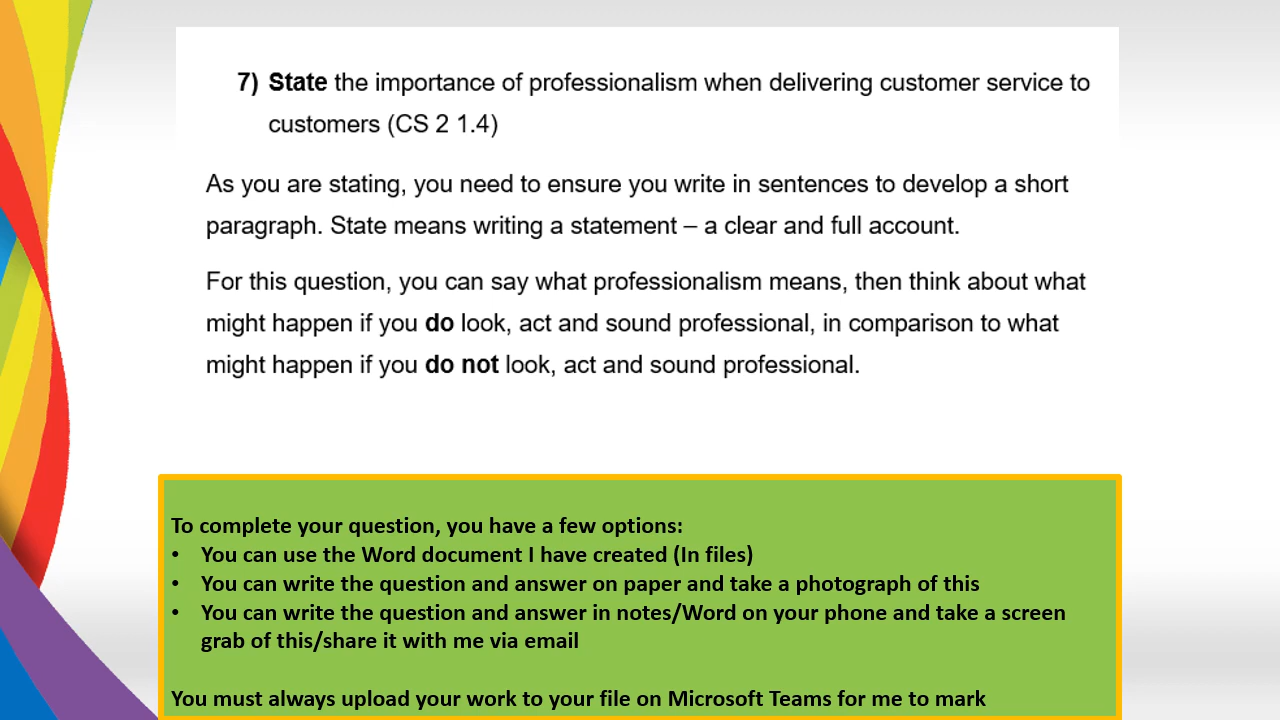 7) State the importance of professionalism when delivering customer service to
customers (CS 2 1.4)
As you are stating, you need to ensure you write in sentences to develop a short
paragraph. State means writing a statement – a clear and full account.
For this question, you can say what professionalism means, then think about what
might happen if you do look, act and sound professional, in comparison to what
might happen if you do not look, act and sound professional.
To complete your question, you have a few options:
• You can use the Word document I have created (In files)
• You can write the question and answer on paper and take a photograph of this
• You can write the question and answer in notes/Word on your phone and take a screen
grab of this/share it with me via email
You must always upload your work to your file on Microsoft Teams for me to mark